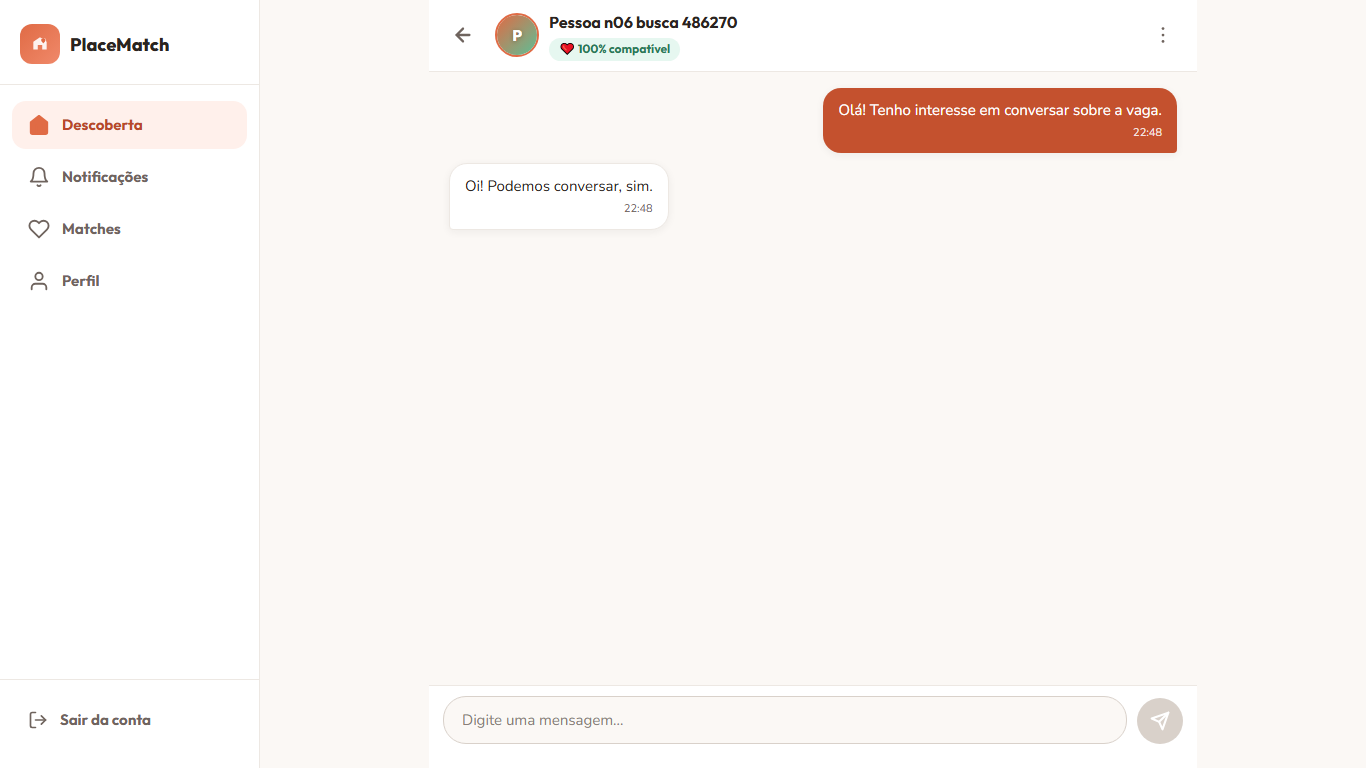 PlaceMatch
Descoberta
Notificações
Matches
Perfil
Sair da conta
P
Pessoa n06 busca 486270
100% compatível
Olá! Tenho interesse em conversar sobre a vaga.
22:48
Oi! Podemos conversar, sim.
22:48
Digite uma mensagem...